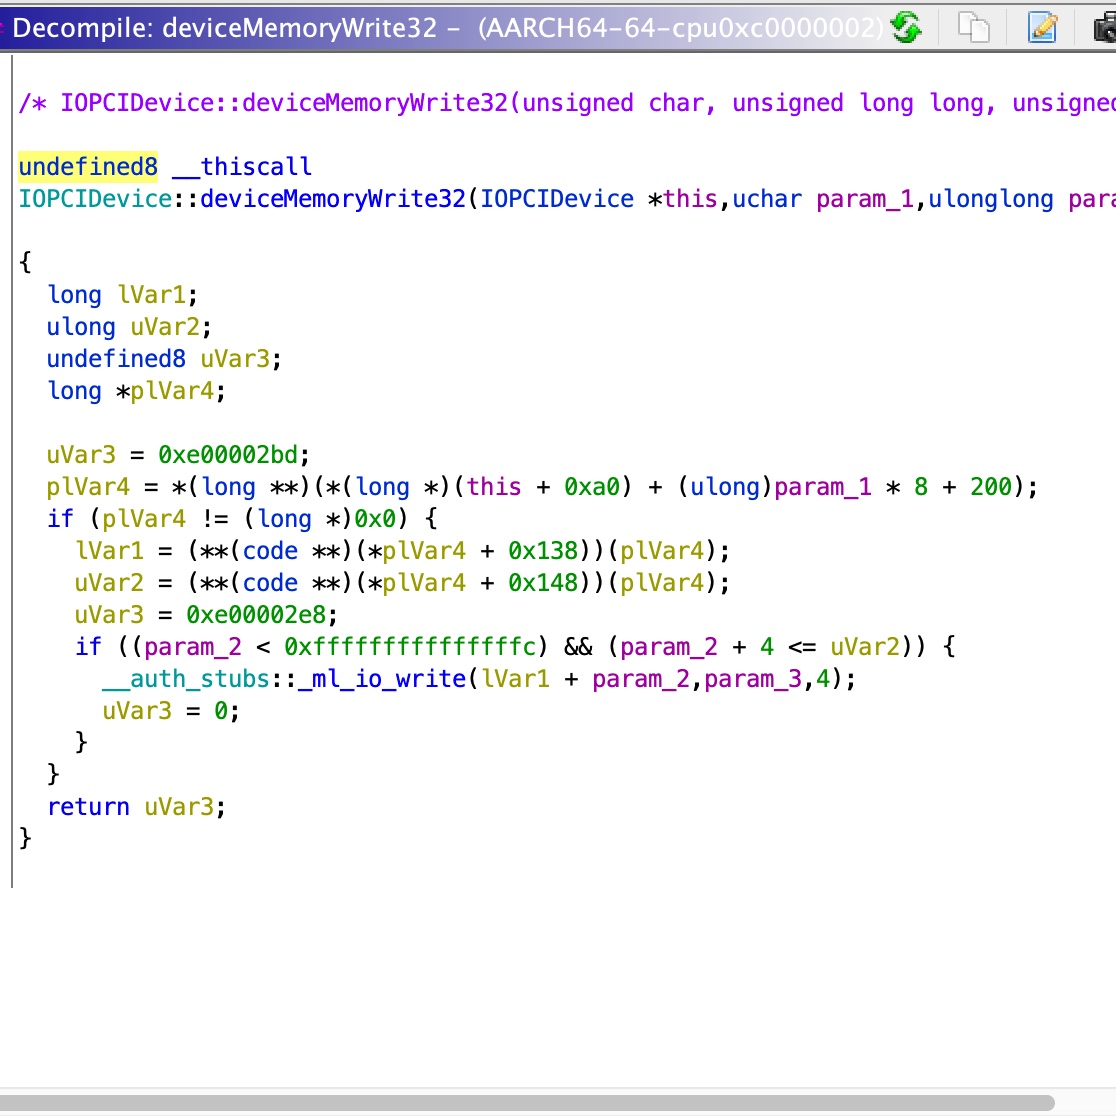 Decompile: deviceMemoryWrite32 – (AARCH64-64-cpu0xc0000002)
/* IOPCIDevice::deviceMemoryWrite32(unsigned char, unsigned long long, unsigned
undefined8 __thiscall
IOPCIDevice::deviceMemoryWrite32(IOPCIDevice *this,uchar param_1,ulonglong para
{
long lVar1;
ulong uVar2;
undefined8 uVar3;
long *plVar4;
uVar3 = 0xe00002bd;
plVar4 = *(long **)(*(long *)(this + 0xa0) + (ulong)param_1 * 8 + 200);
if (plVar4 != (long *)0x0) {
lVar1 = (**(code **)(*plVar4 + 0x138))(plVar4);
uVar2 = (**(code **)(*plVar4 + 0x148))(plVar4);
uVar3 = 0xe00002e8;
if ((param_2 < 0xfffffffffffffffc) && (param_2 + 4 <= uVar2)) {
__auth_stubs::_ml_io_write(lVar1 + param_2,param_3,4);
uVar3 = 0;
}
}
return uVar3;
}